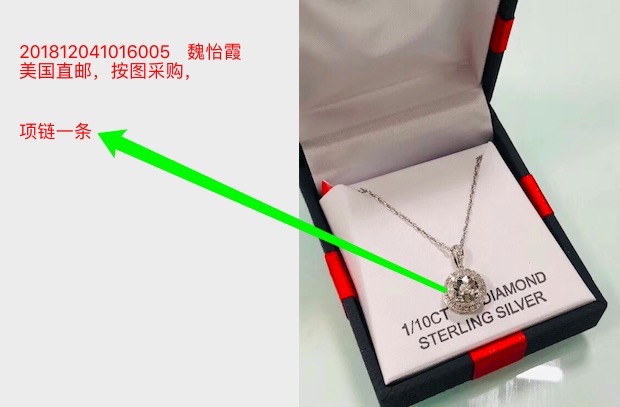 201812041016005 魏怡霞
美国直邮，按图采购，
项链一条
1/10CT DIAMOND
STERLING SILVER